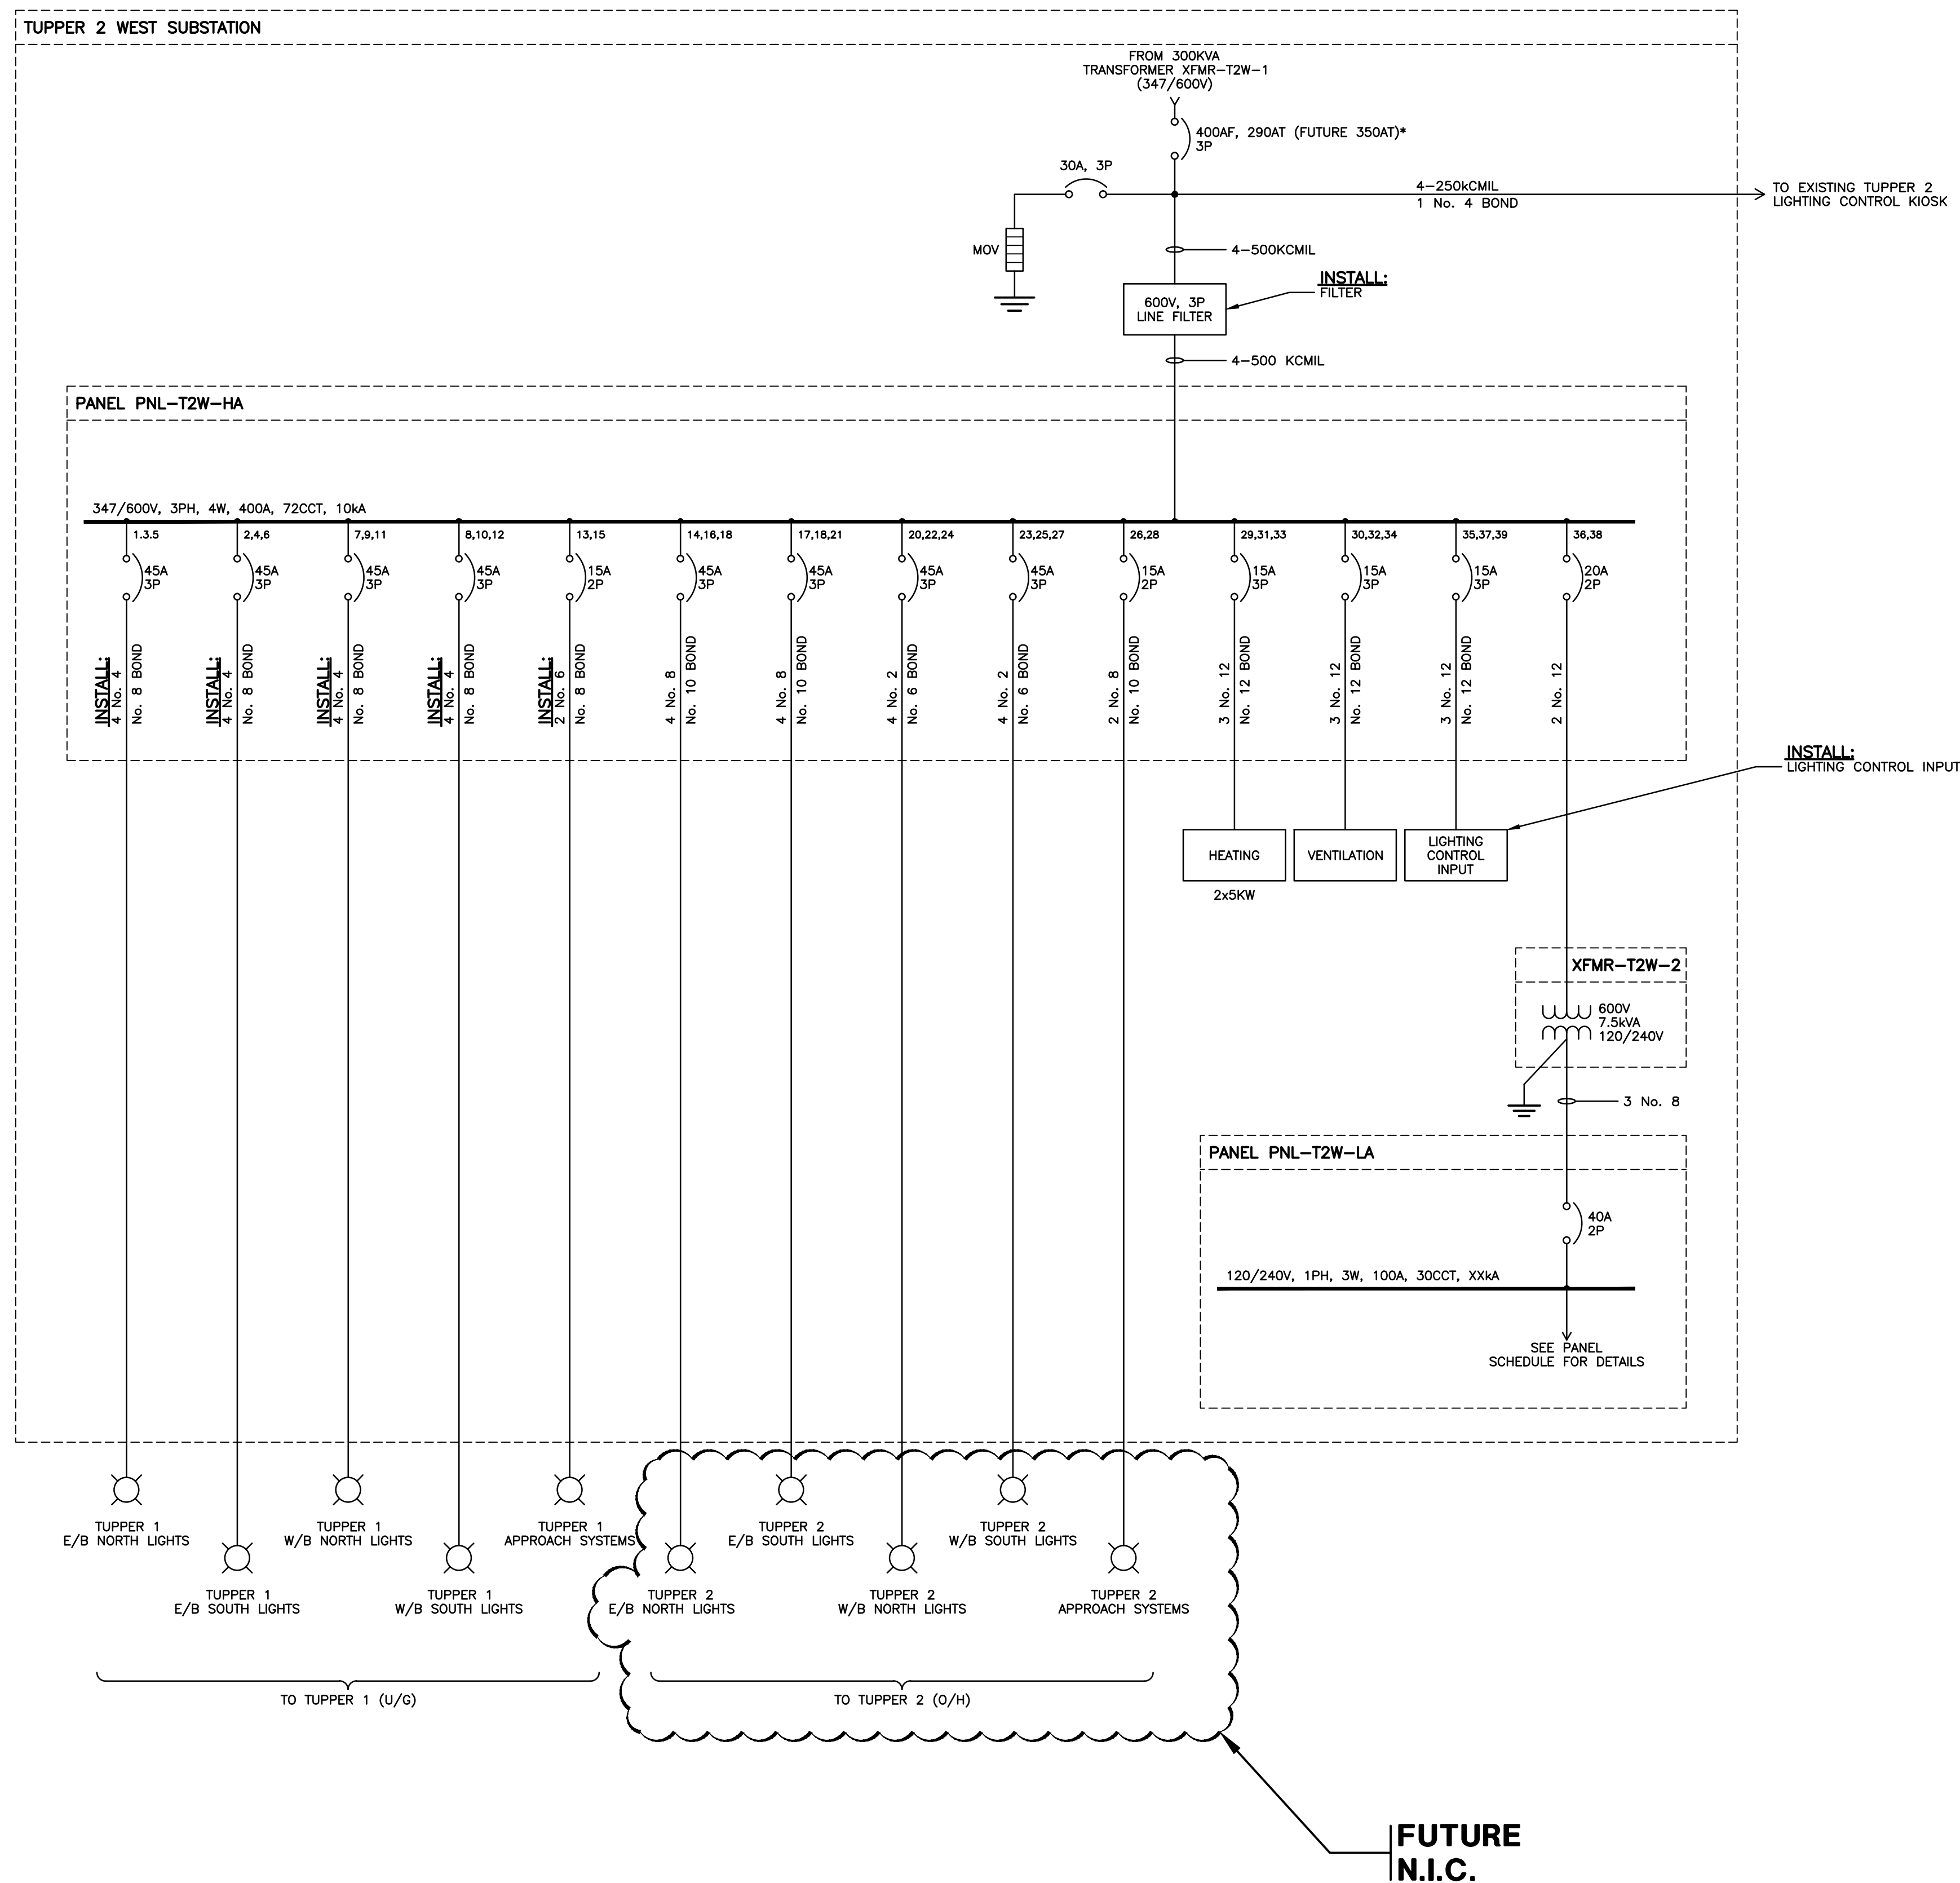 TUPPER 2 WEST SUBSTATION
FROM 300KVA
TRANSFORMER XFMR-T2W-1
(347/600V)
400AF, 290AT (FUTURE 350AT)*
3P
30A, 3P
4-250kCMIL
1 No. 4 BOND
TO EXISTING TUPPER 2
LIGHTING CONTROL KIOSK
MOV
4-500KCMIL
INSTALL:
FILTER
600V, 3P
LINE FILTER
4-500 KCMIL
PANEL PNL-T2W-HA
347/600V, 3PH, 4W, 400A, 72CCT, 10kA
1.3.5
45A
3P
INSTALL:
4 No. 4
No. 8 BOND
2,4,6
45A
3P
INSTALL:
4 No. 4
No. 8 BOND
7,9,11
45A
3P
INSTALL:
4 No. 4
No. 8 BOND
8,10,12
45A
3P
INSTALL:
4 No. 4
No. 8 BOND
13,15
15A
2P
INSTALL:
2 No. 6
No. 8 BOND
14,16,18
45A
3P
4 No. 8
No. 10 BOND
17,18,21
45A
3P
4 No. 8
No. 10 BOND
20,22,24
45A
3P
4 No. 2
No. 6 BOND
23,25,27
45A
3P
4 No. 2
No. 6 BOND
26,28
15A
2P
2 No. 8
No. 10 BOND
29,31,33
15A
3P
3 No. 12
No. 12 BOND
30,32,34
15A
3P
3 No. 12
No. 12 BOND
35,37,39
15A
3P
3 No. 12
No. 12 BOND
36,38
20A
2P
2 No. 12
INSTALL:
LIGHTING CONTROL INPUT
HEATING
2x5KW
VENTILATION
LIGHTING
CONTROL
INPUT
XFMR-T2W-2
600V
7.5kVA
120/240V
3 No. 8
PANEL PNL-T2W-LA
40A
2P
120/240V, 1PH, 3W, 100A, 30CCT, XXkA
SEE PANEL
SCHEDULE FOR DETAILS
TUPPER 1
E/B NORTH LIGHTS
TUPPER 1
E/B SOUTH LIGHTS
TUPPER 1
W/B NORTH LIGHTS
TUPPER 1
W/B SOUTH LIGHTS
TUPPER 1
APPROACH SYSTEMS
TUPPER 2
E/B NORTH LIGHTS
TUPPER 2
E/B SOUTH LIGHTS
TUPPER 2
W/B NORTH LIGHTS
TUPPER 2
W/B SOUTH LIGHTS
TUPPER 2
APPROACH SYSTEMS
TO TUPPER 1 (U/G)
TO TUPPER 2 (O/H)
FUTURE
N.I.C.